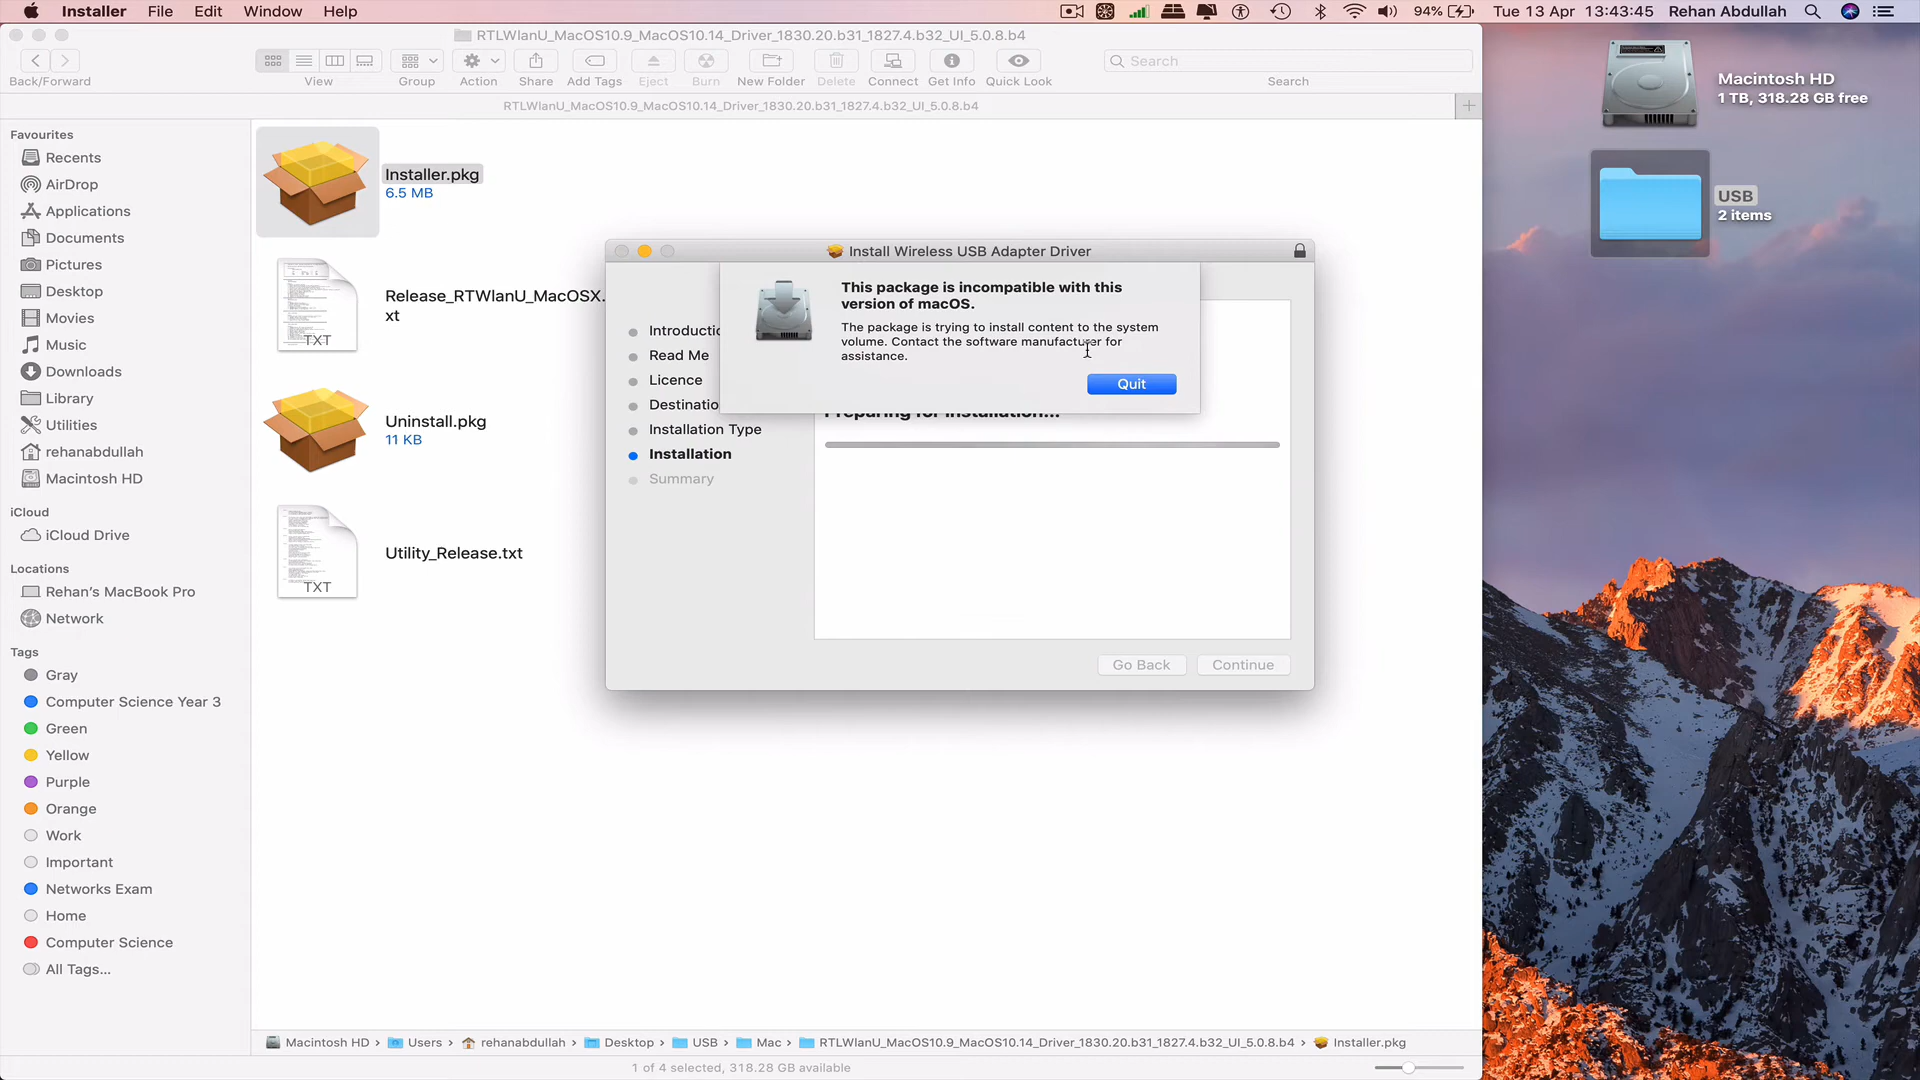 Installer File Edit Window Help 94% Tue 13 Apr 13:43:45 Rehan Abdullah
RTLWlanU_MacOS10.9_MacOS10.14_Driver_1830.20.b31_1827.4.b32_UI_5.0.8.b4
Search
Back/Forward View Group Action Share Add Tags Eject Burn New Folder Delete Connect Get Info Quick Look Search
RTLWlanU_MacOS10.9_MacOS10.14_Driver_1830.20.b31_1827.4.b32_UI_5.0.8.b4
Favourites
Recents
AirDrop
Applications
Documents
Pictures
Desktop
Movies
Music
Downloads
Library
Utilities
rehanabdullah
Macintosh HD
iCloud
iCloud Drive
Locations
Rehan's MacBook Pro
Network
Tags
Gray
Computer Science Year 3
Green
Yellow
Purple
Orange
Work
Important
Networks Exam
Home
Computer Science
All Tags...
Installer.pkg
6.5 MB
TXT
Release_RTWlanU_MacOSX.
xt
Uninstall.pkg
11 KB
TXT
Utility_Release.txt
Install Wireless USB Adapter Driver
This package is incompatible with this
version of macOS.
The package is trying to install content to the system
volume. Contact the software manufacturer for
assistance.
Quit
Introductio
Read Me
Licence
Destinatio
Installation Type
Installation
Summary
Preparing for installation...
Go Back Continue
Macintosh HD
1 TB, 318.28 GB free
USB
2 items
Macintosh HD › Users › rehanabdullah › Desktop › USB › Mac › RTLWlanU_MacOS10.9_MacOS10.14_Driver_1830.20.b31_1827.4.b32_UI_5.0.8.b4 › Installer.pkg
1 of 4 selected, 318.28 GB available